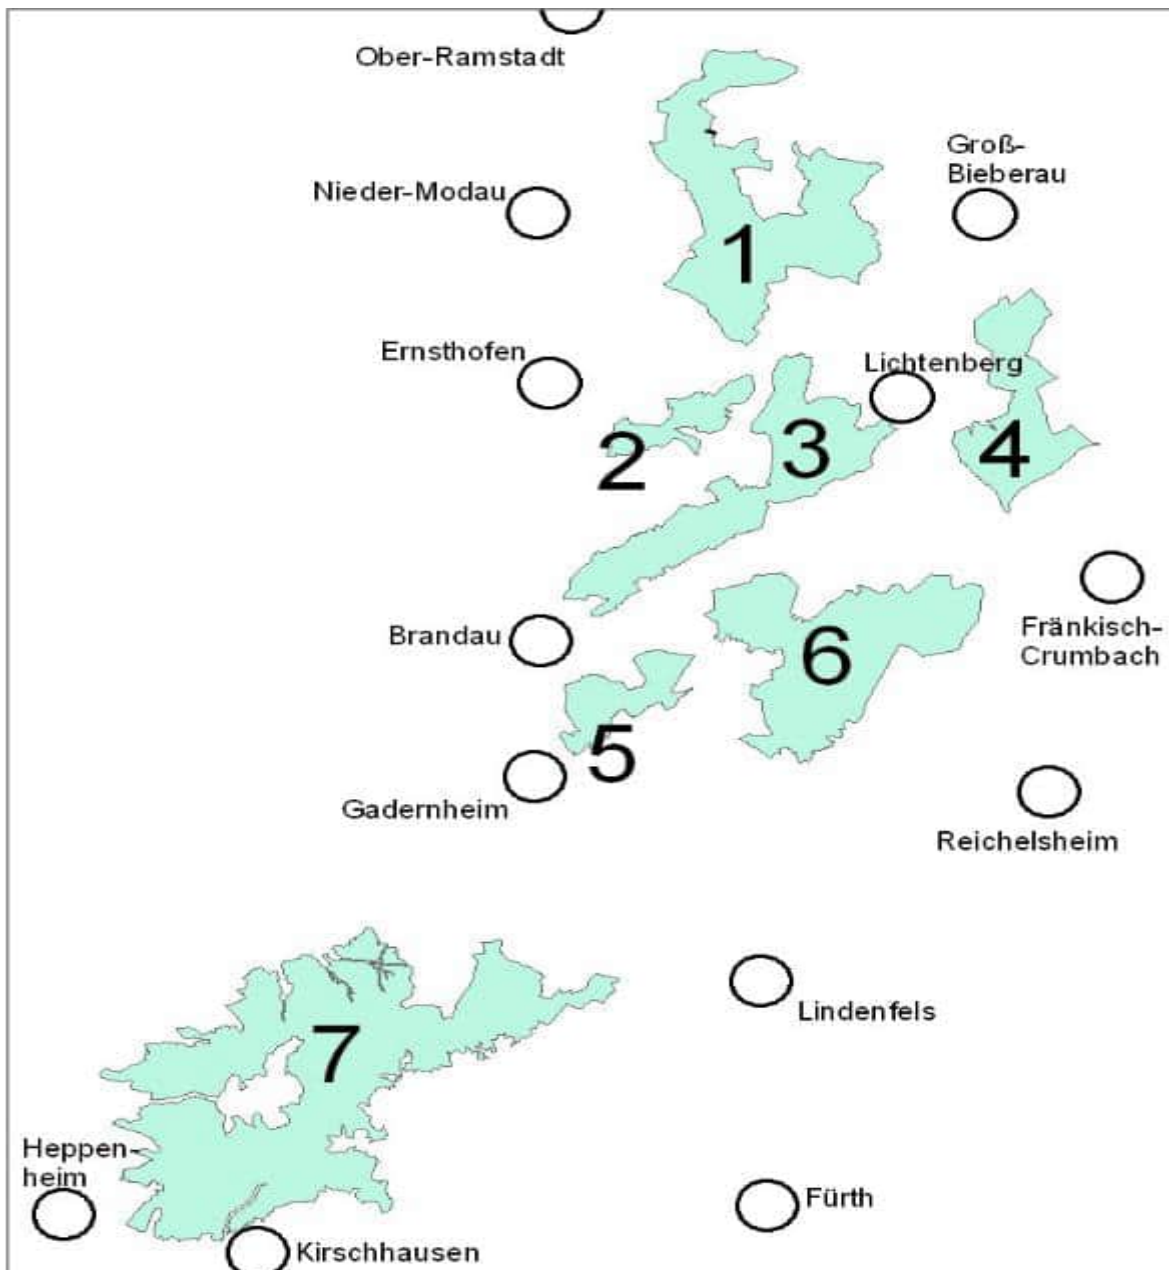 Ober-Ramstadt
Groß-
Bieberau
Nieder-Modau
1
Ernsthofen
Lichtenberg
2
3
4
Brandau
Fränkisch-
Crumbach
6
5
Gadernheim
Reichelsheim
Lindenfels
7
Heppen-
heim
Fürth
Kirschhausen